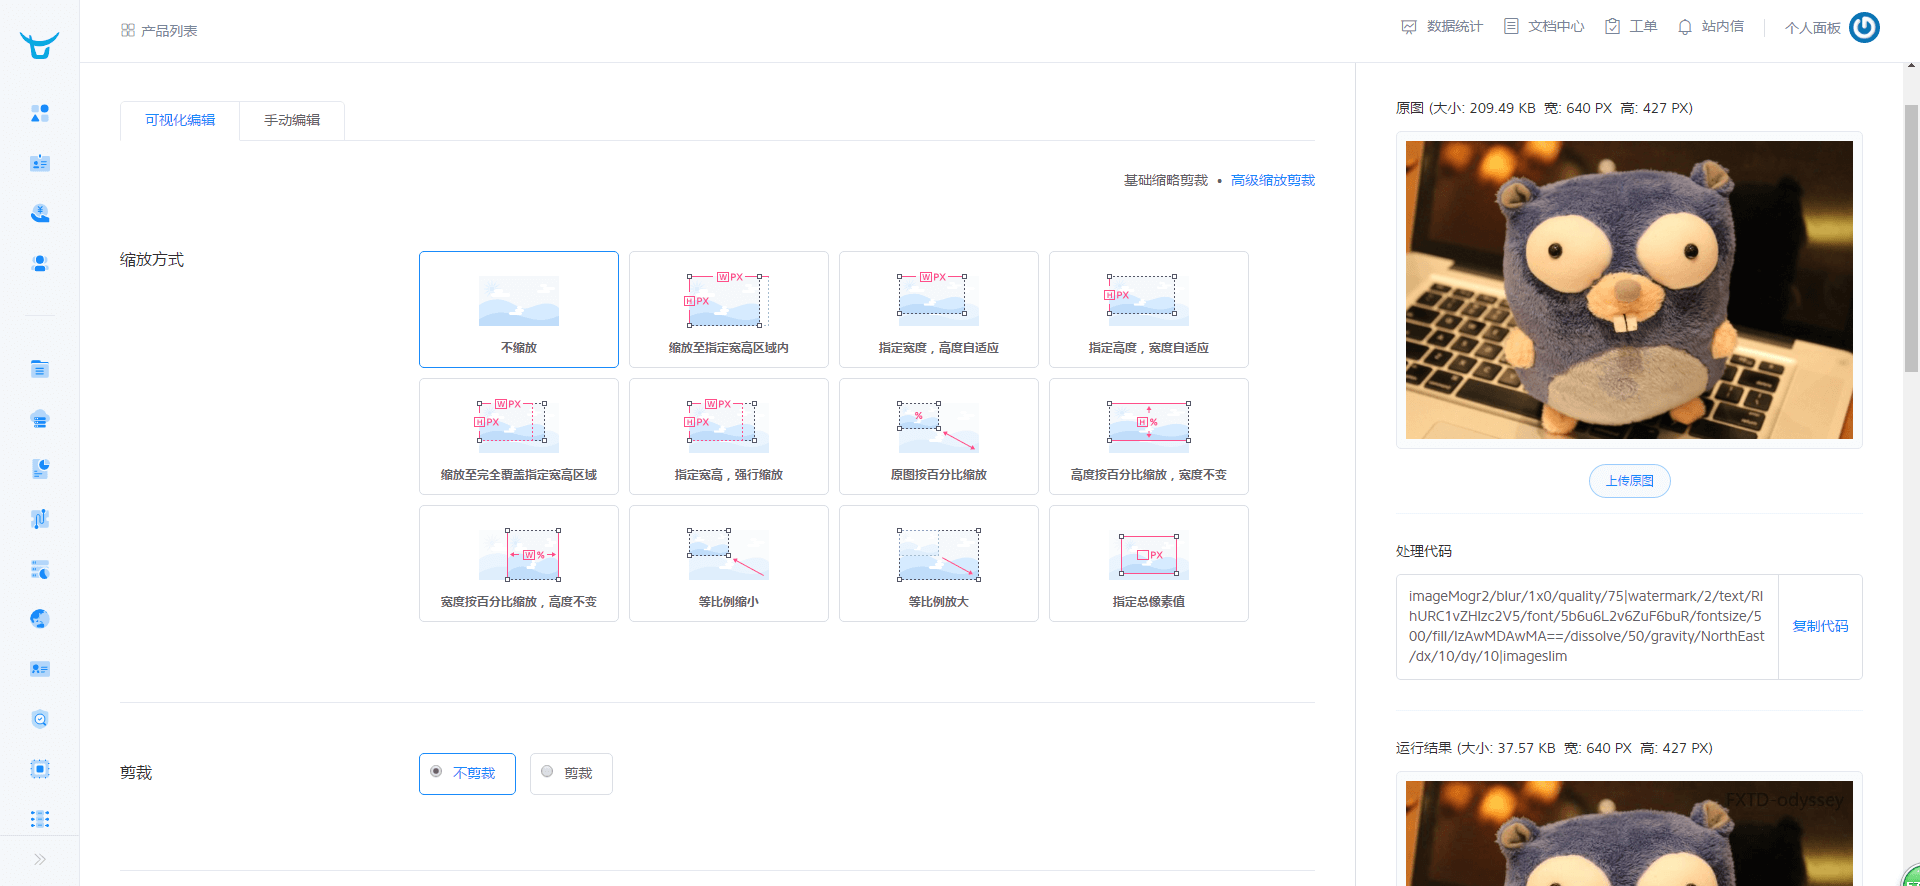 产品列表
数据统计
文档中心
工单
站内信
个人面板
可视化编辑
手动编辑
基础缩略剪裁 • 高级缩放剪裁
缩放方式
W PX
H PX
W PX
H PX
不缩放
缩放至指定宽高区域内
指定宽度，高度自适应
指定高度，宽度自适应
W PX
H PX
W PX
H PX
%
H %
缩放至完全覆盖指定宽高区域
指定宽高，强行缩放
原图按百分比缩放
高度按百分比缩放，宽度不变
W %
PX
宽度按百分比缩放，高度不变
等比例缩小
等比例放大
指定总像素值
剪裁
不剪裁
剪裁
原图 (大小: 209.49 KB 宽: 640 PX 高: 427 PX)
上传原图
处理代码
imageMogr2/blur/1x0/quality/75|watermark/2/text/Rl
hURC1vZHlzc2V5/font/5b6u6L2v6ZuF6buR/fontsize/5
00/fill/IzAwMDAwMA==/dissolve/50/gravity/NorthEast
/dx/10/dy/10|imageslim
复制代码
运行结果 (大小: 37.57 KB 宽: 640 PX 高: 427 PX)
FXTD-odyssey